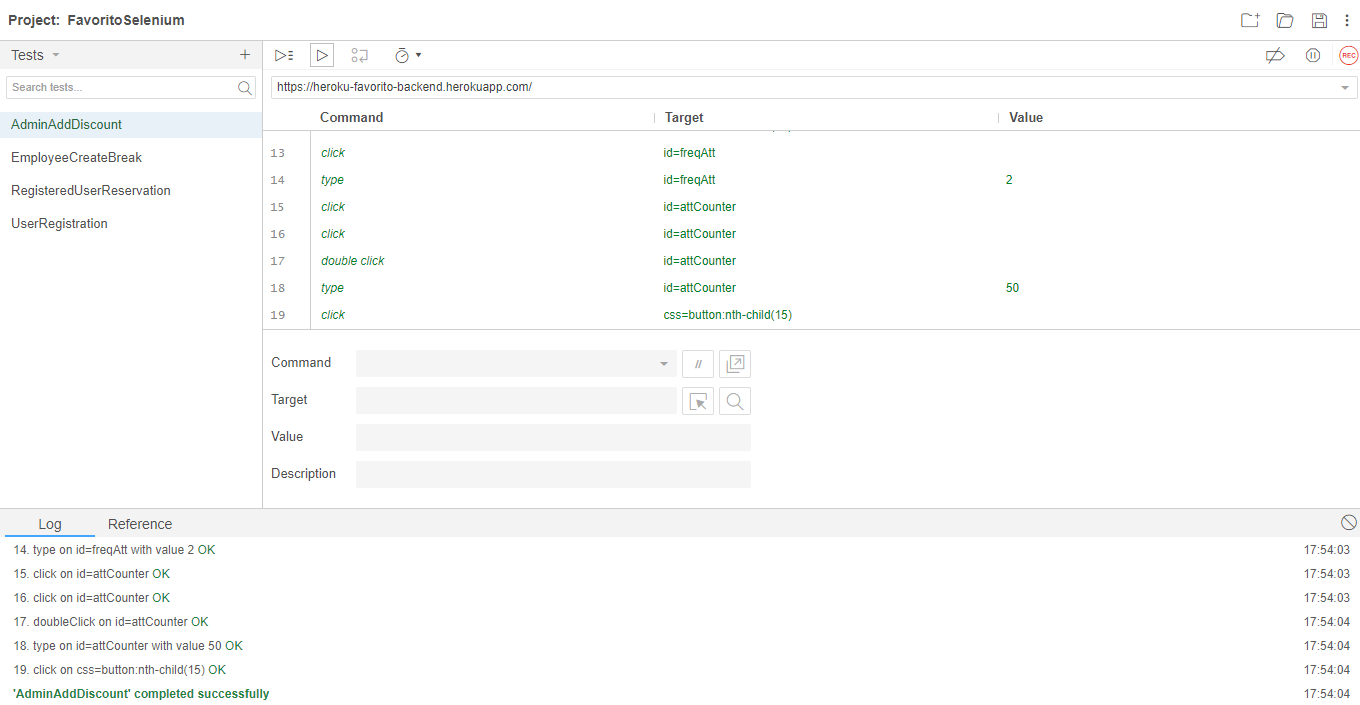 Project: FavoritoSelenium
Tests
Search tests...
AdminAddDiscount
EmployeeCreateBreak
RegisteredUserReservation
UserRegistration
REC
https://heroku-favorito-backend.herokuapp.com/
Command Target Value
13 click id=freqAtt
14 type id=freqAtt 2
15 click id=attCounter
16 click id=attCounter
17 double click id=attCounter
18 type id=attCounter 50
19 click css=button:nth-child(15)
Command //
Target
Value
Description
Log Reference
14. type on id=freqAtt with value 2 OK 17:54:03
15. click on id=attCounter OK 17:54:03
16. click on id=attCounter OK 17:54:03
17. doubleClick on id=attCounter OK 17:54:04
18. type on id=attCounter with value 50 OK 17:54:04
19. click on css=button:nth-child(15) OK 17:54:04
'AdminAddDiscount' completed successfully 17:54:04